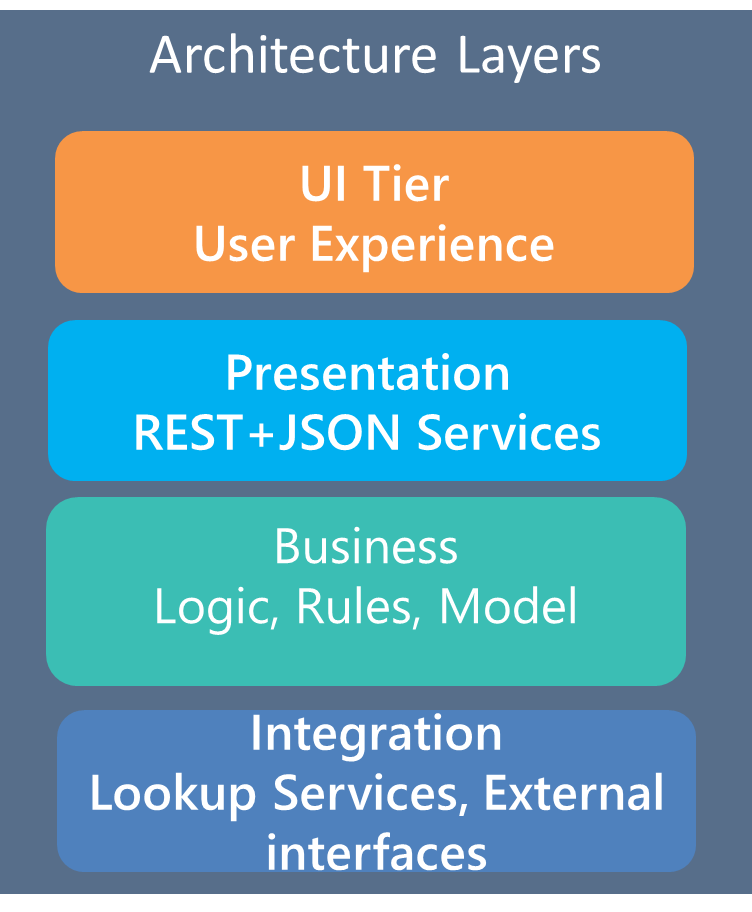 Architecture Layers
UI Tier
User Experience
Presentation
REST+JSON Services
Business
Logic, Rules, Model
Integration
Lookup Services, External
interfaces